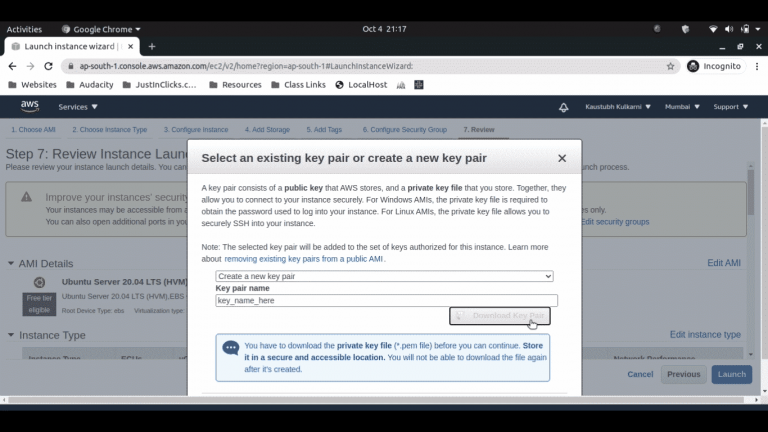 Activities
Google Chrome
Oct 4 21:17
Launch instance wizard |
ap-south-1.console.aws.amazon.com/ec2/v2/home?region=ap-south-1#LaunchInstanceWizard:
Incognito
Websites
Audacity
JustInClicks.c...
Resources
Class Links
LocalHost
aws
Services
Kaustubh Kulkarni
Mumbai
Support
1. Choose AMI
2. Choose Instance Type
3. Configure Instance
4. Add Storage
5. Add Tags
6. Configure Security Group
7. Review
Step 7: Review Instance Laun
Please review your instance launch details. You can
unch process.
Improve your instances' security
Your instances may be accessible from a
es only.
You can also open additional ports in you
Edit security groups
AMI Details
Edit AMI
Ubuntu Server 20.04 LTS (HVM)
Free tier
eligible
Ubuntu Server 20.04 LTS (HVM),EBS
Root Device Type: ebs
Virtualization type
Instance Type
Edit instance type
Instance Type
ECUs
Network Performance
Select an existing key pair or create a new key pair
A key pair consists of a public key that AWS stores, and a private key file that you store. Together, they
allow you to connect to your instance securely. For Windows AMIs, the private key file is required to
obtain the password used to log into your instance. For Linux AMIs, the private key file allows you to
securely SSH into your instance.
Note: The selected key pair will be added to the set of keys authorized for this instance. Learn more
about removing existing key pairs from a public AMI.
Create a new key pair
Key pair name
key_name_here
Download Key Pair
You have to download the private key file (*.pem file) before you can continue. Store
it in a secure and accessible location. You will not be able to download the file again
after it's created.
Cancel
Previous
Launch